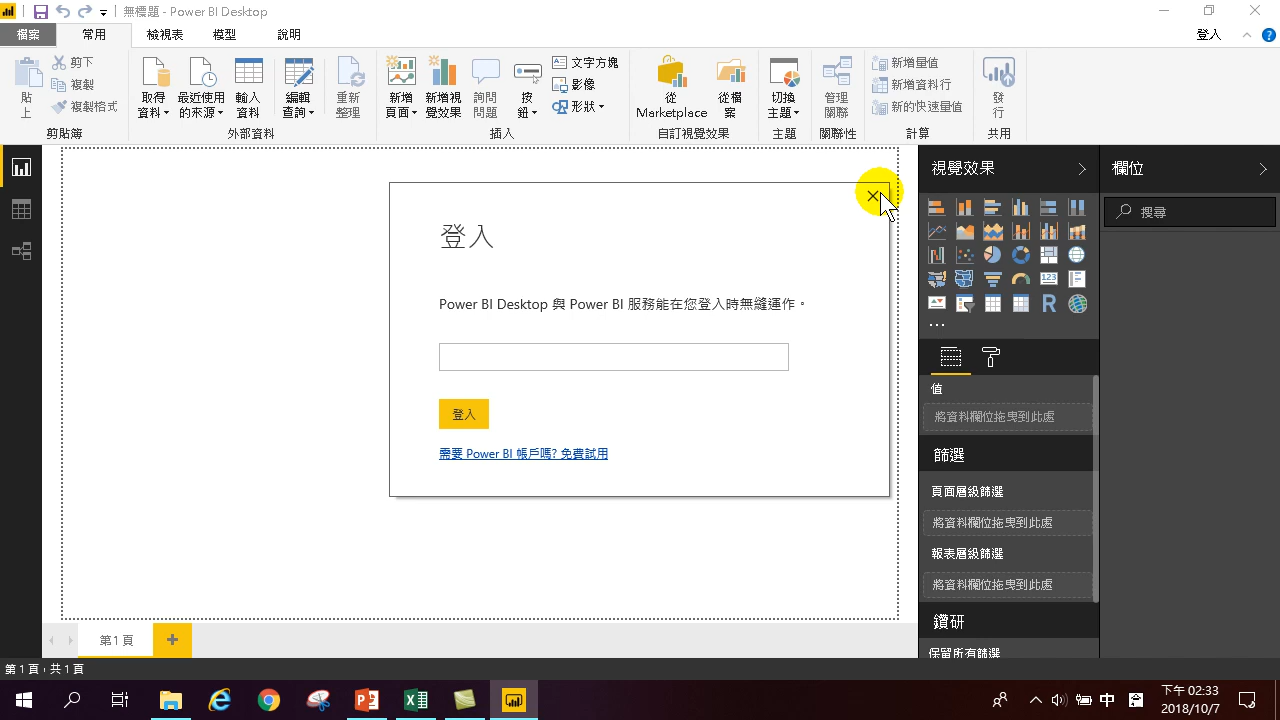 無標題 - Power BI Desktop
檔案
常用
檢視表
模型
說明
登入
貼上
剪下
複製
複製格式
剪貼簿
取得資料
最近使用的來源
輸入資料
編輯查詢
外部資料
重新整理
新增頁面
新增視覺效果
詢問問題
按鈕
文字方塊
影像
形狀
插入
從 Marketplace
從檔案
自訂視覺效果
切換主題
主題
管理關聯
關聯性
新增量值
新增資料行
新的快速量值
計算
發行
共用
登入
Power BI Desktop 與 Power BI 服務能在您登入時無縫運作。
登入
需要 Power BI 帳戶嗎? 免費試用
視覺效果
123
R
值
將資料欄位拖曳到此處
篩選
頁面層級篩選
將資料欄位拖曳到此處
報表層級篩選
將資料欄位拖曳到此處
鑽研
保留所有篩選
欄位
搜尋
第 1 頁
第 1 頁，共 1 頁
中
下午 02:33
2018/10/7